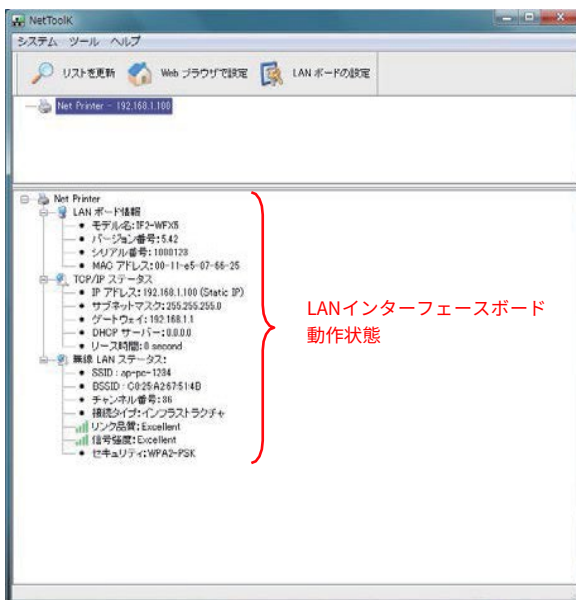 NetToolK
システム ツール ヘルプ
リストを更新 Web ブラウザで設定 LAN ボードの設定
Net Printer - 192.168.1.100
Net Printer
LAN ボード情報
モデル名:IF2-WFX5
バージョン番号:5.42
シリアル番号:1000123
MAC アドレス:00-11-e5-07-66-25
TCP/IP ステータス
IP アドレス:192.168.1.100 (Static IP)
サブネットマスク:255.255.255.0
ゲートウェイ:192.168.1.1
DHCP サーバー:0.0.0.0
リース時間:0 second
無線 LAN ステータス:
SSID : ap-pc-1234
BSSID : C0:25:A2:67:51:4B
チャンネル番号:36
接続タイプ:インフラストラクチャ
リンク品質:Excellent
信号強度:Excellent
セキュリティ:WPA2-PSK
LANインターフェースボード
動作状態